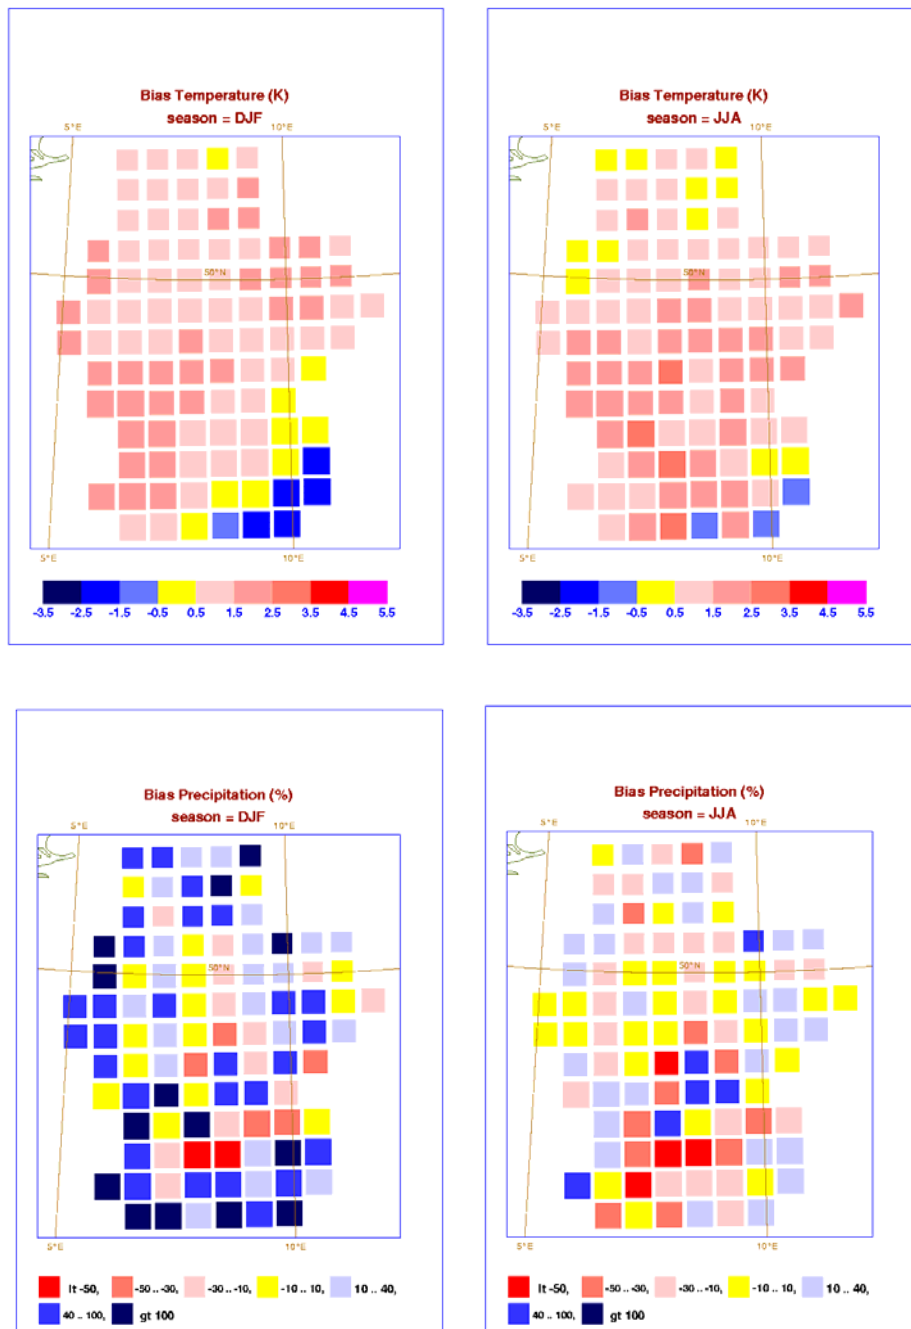 Bias Temperature (K)
season = DJF
5°E 10°E
50°N
5°E 10°E
-3.5 -2.5 -1.5 -0.5 0.5 1.5 2.5 3.5 4.5 5.5
Bias Temperature (K)
season = JJA
5°E 10°E
50°N
5°E 10°E
-3.5 -2.5 -1.5 -0.5 0.5 1.5 2.5 3.5 4.5 5.5
Bias Precipitation (%)
season = DJF
5°E 10°E
50°N
5°E 10°E
lt -50, -50 .. -30, -30 .. -10, -10 .. 10, 10 .. 40,
40 .. 100, gt 100
Bias Precipitation (%)
season = JJA
5°E 10°E
50°N
5°E 10°E
lt -50, -50 .. -30, -30 .. -10, -10 .. 10, 10 .. 40,
40 .. 100, gt 100